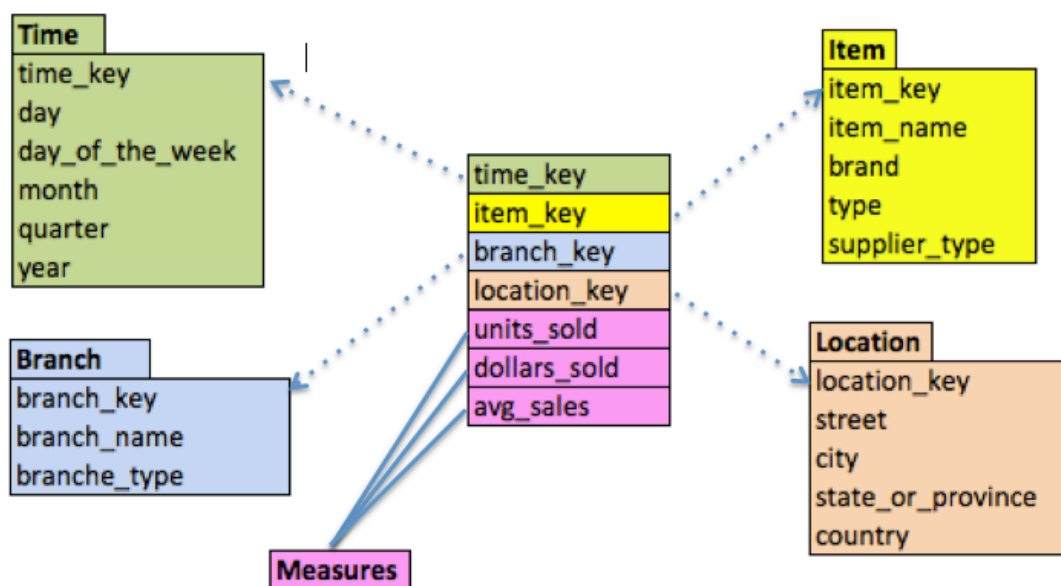 Time
time_key
day
day_of_the_week
month
quarter
year
Item
item_key
item_name
brand
type
supplier_type
time_key
item_key
branch_key
location_key
units_sold
dollars_sold
avg_sales
Branch
branch_key
branch_name
branche_type
Location
location_key
street
city
state_or_province
country
Measures